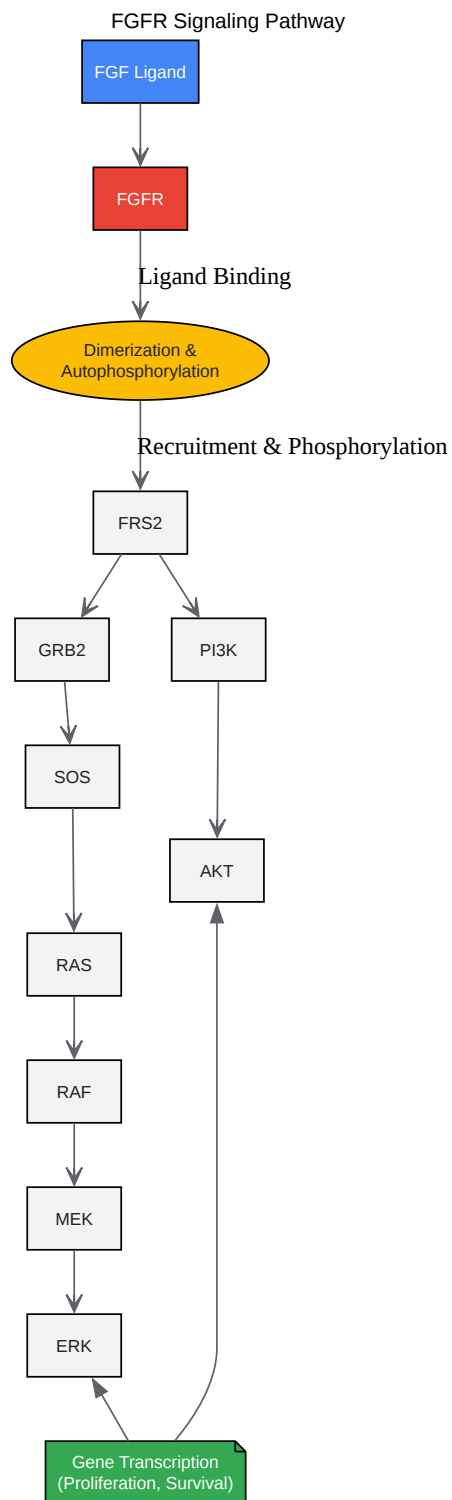 FGFR Signaling Pathway
FGF Ligand
FGFR
Ligand Binding
Dimerization &
Autophosphorylation
Recruitment & Phosphorylation
FRS2
GRB2
PI3K
SOS
AKT
RAS
RAF
MEK
ERK
Gene Transcription
(Proliferation, Survival)